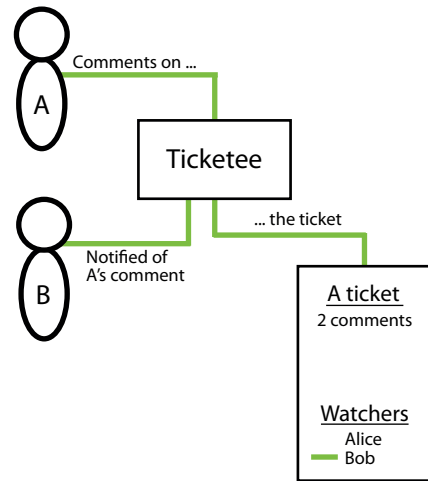 Comments on ...
A
Ticketee
... the ticket
Notified of
A's comment
B
A ticket
2 comments
Watchers
Alice
Bob